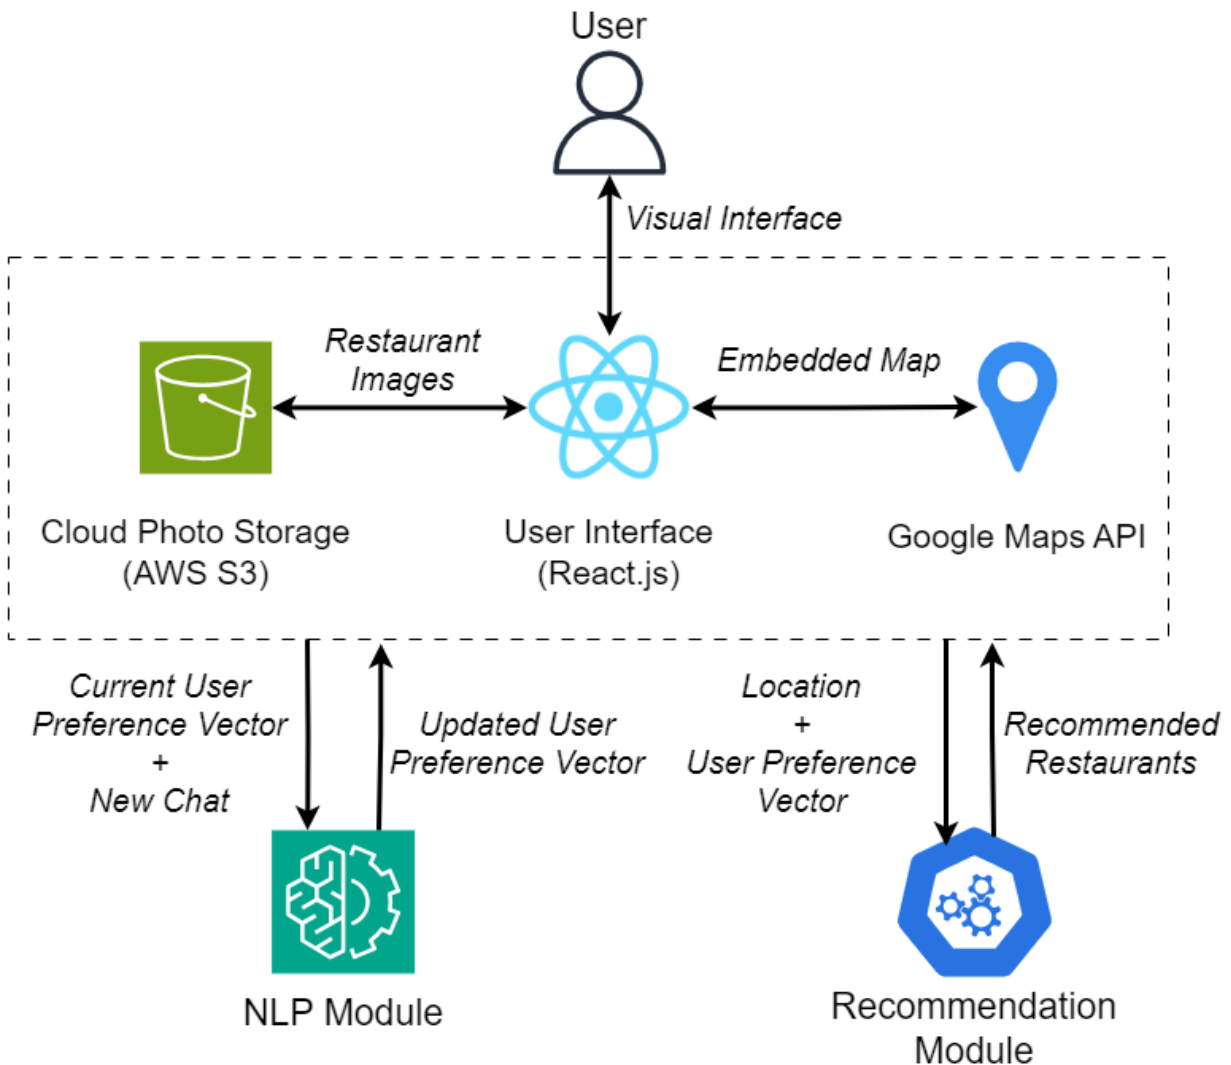 User
Visual Interface
Restaurant
Images
Embedded Map
Cloud Photo Storage
(AWS S3)
User Interface
(React.js)
Google Maps API
Current User
Preference Vector
+
New Chat
Updated User
Preference Vector
Location
+
User Preference
Vector
Recommended
Restaurants
NLP Module
Recommendation
Module